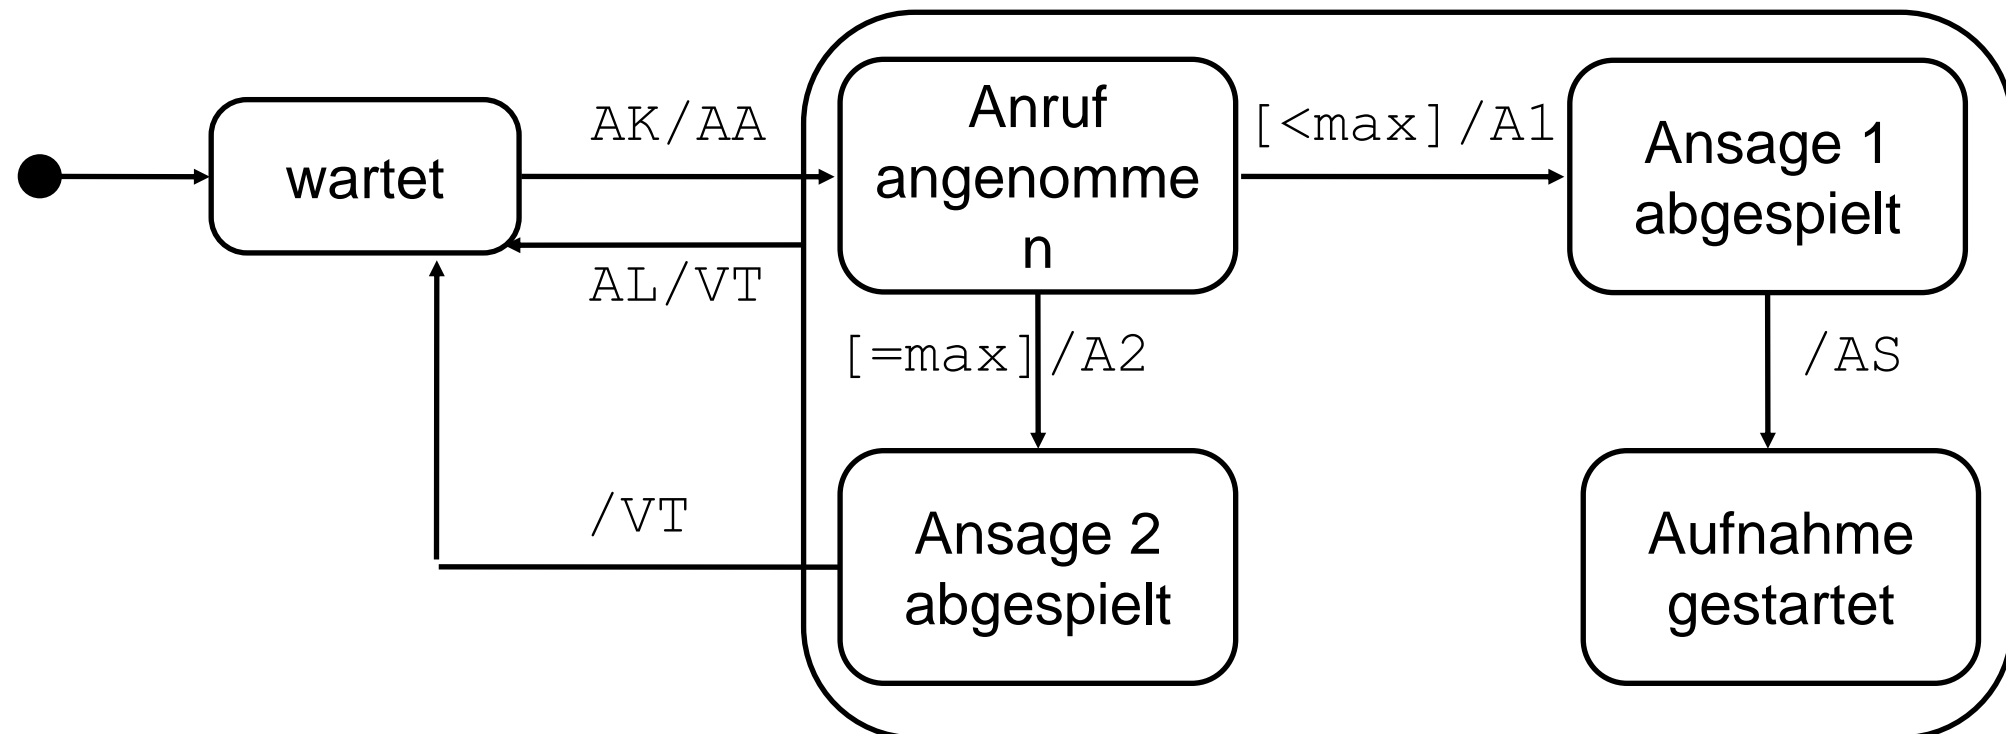 wartet
AK/AA
AL/VT
Anruf
angenomme
n
[<max]/A1
Ansage 1
abgespielt
[=max]/A2
/AS
/VT
Ansage 2
abgespielt
Aufnahme
gestartet